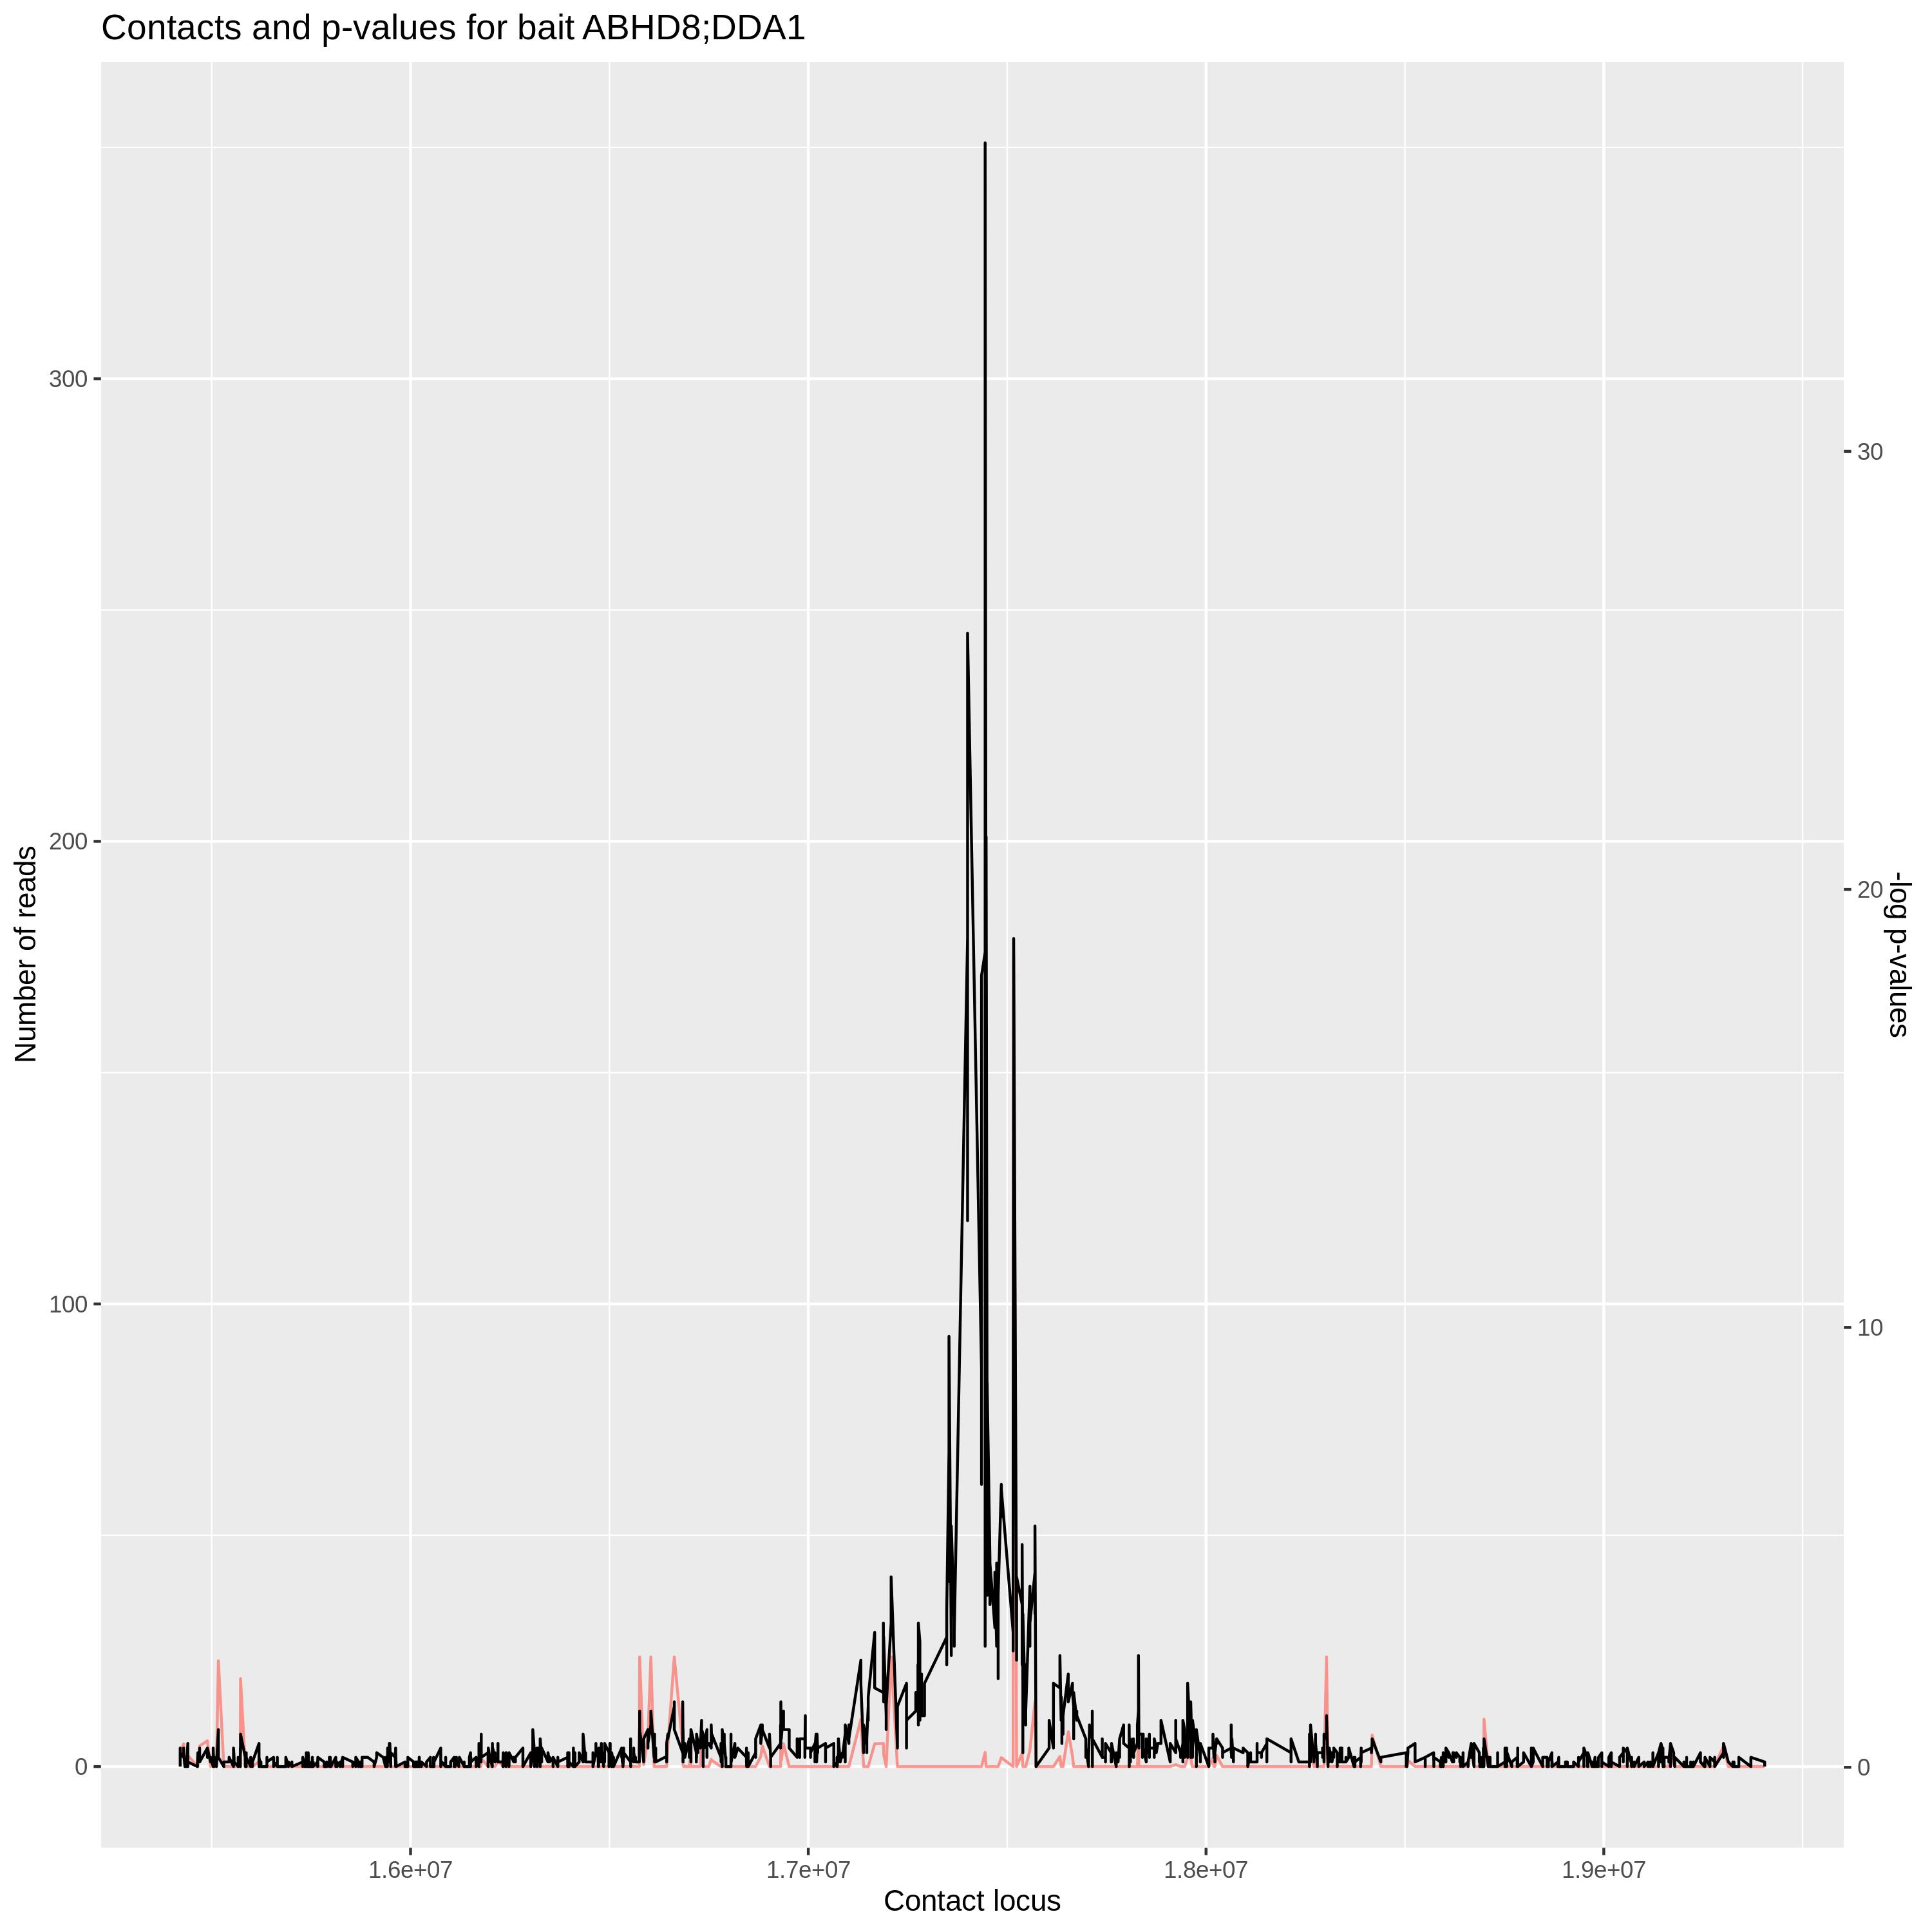 Contacts and p-values for bait ABHD8;DDA1
Number of reads
300
200
100
0
30
20
10
0
-log p-values
1.6e+07
1.7e+07
1.8e+07
1.9e+07
Contact locus